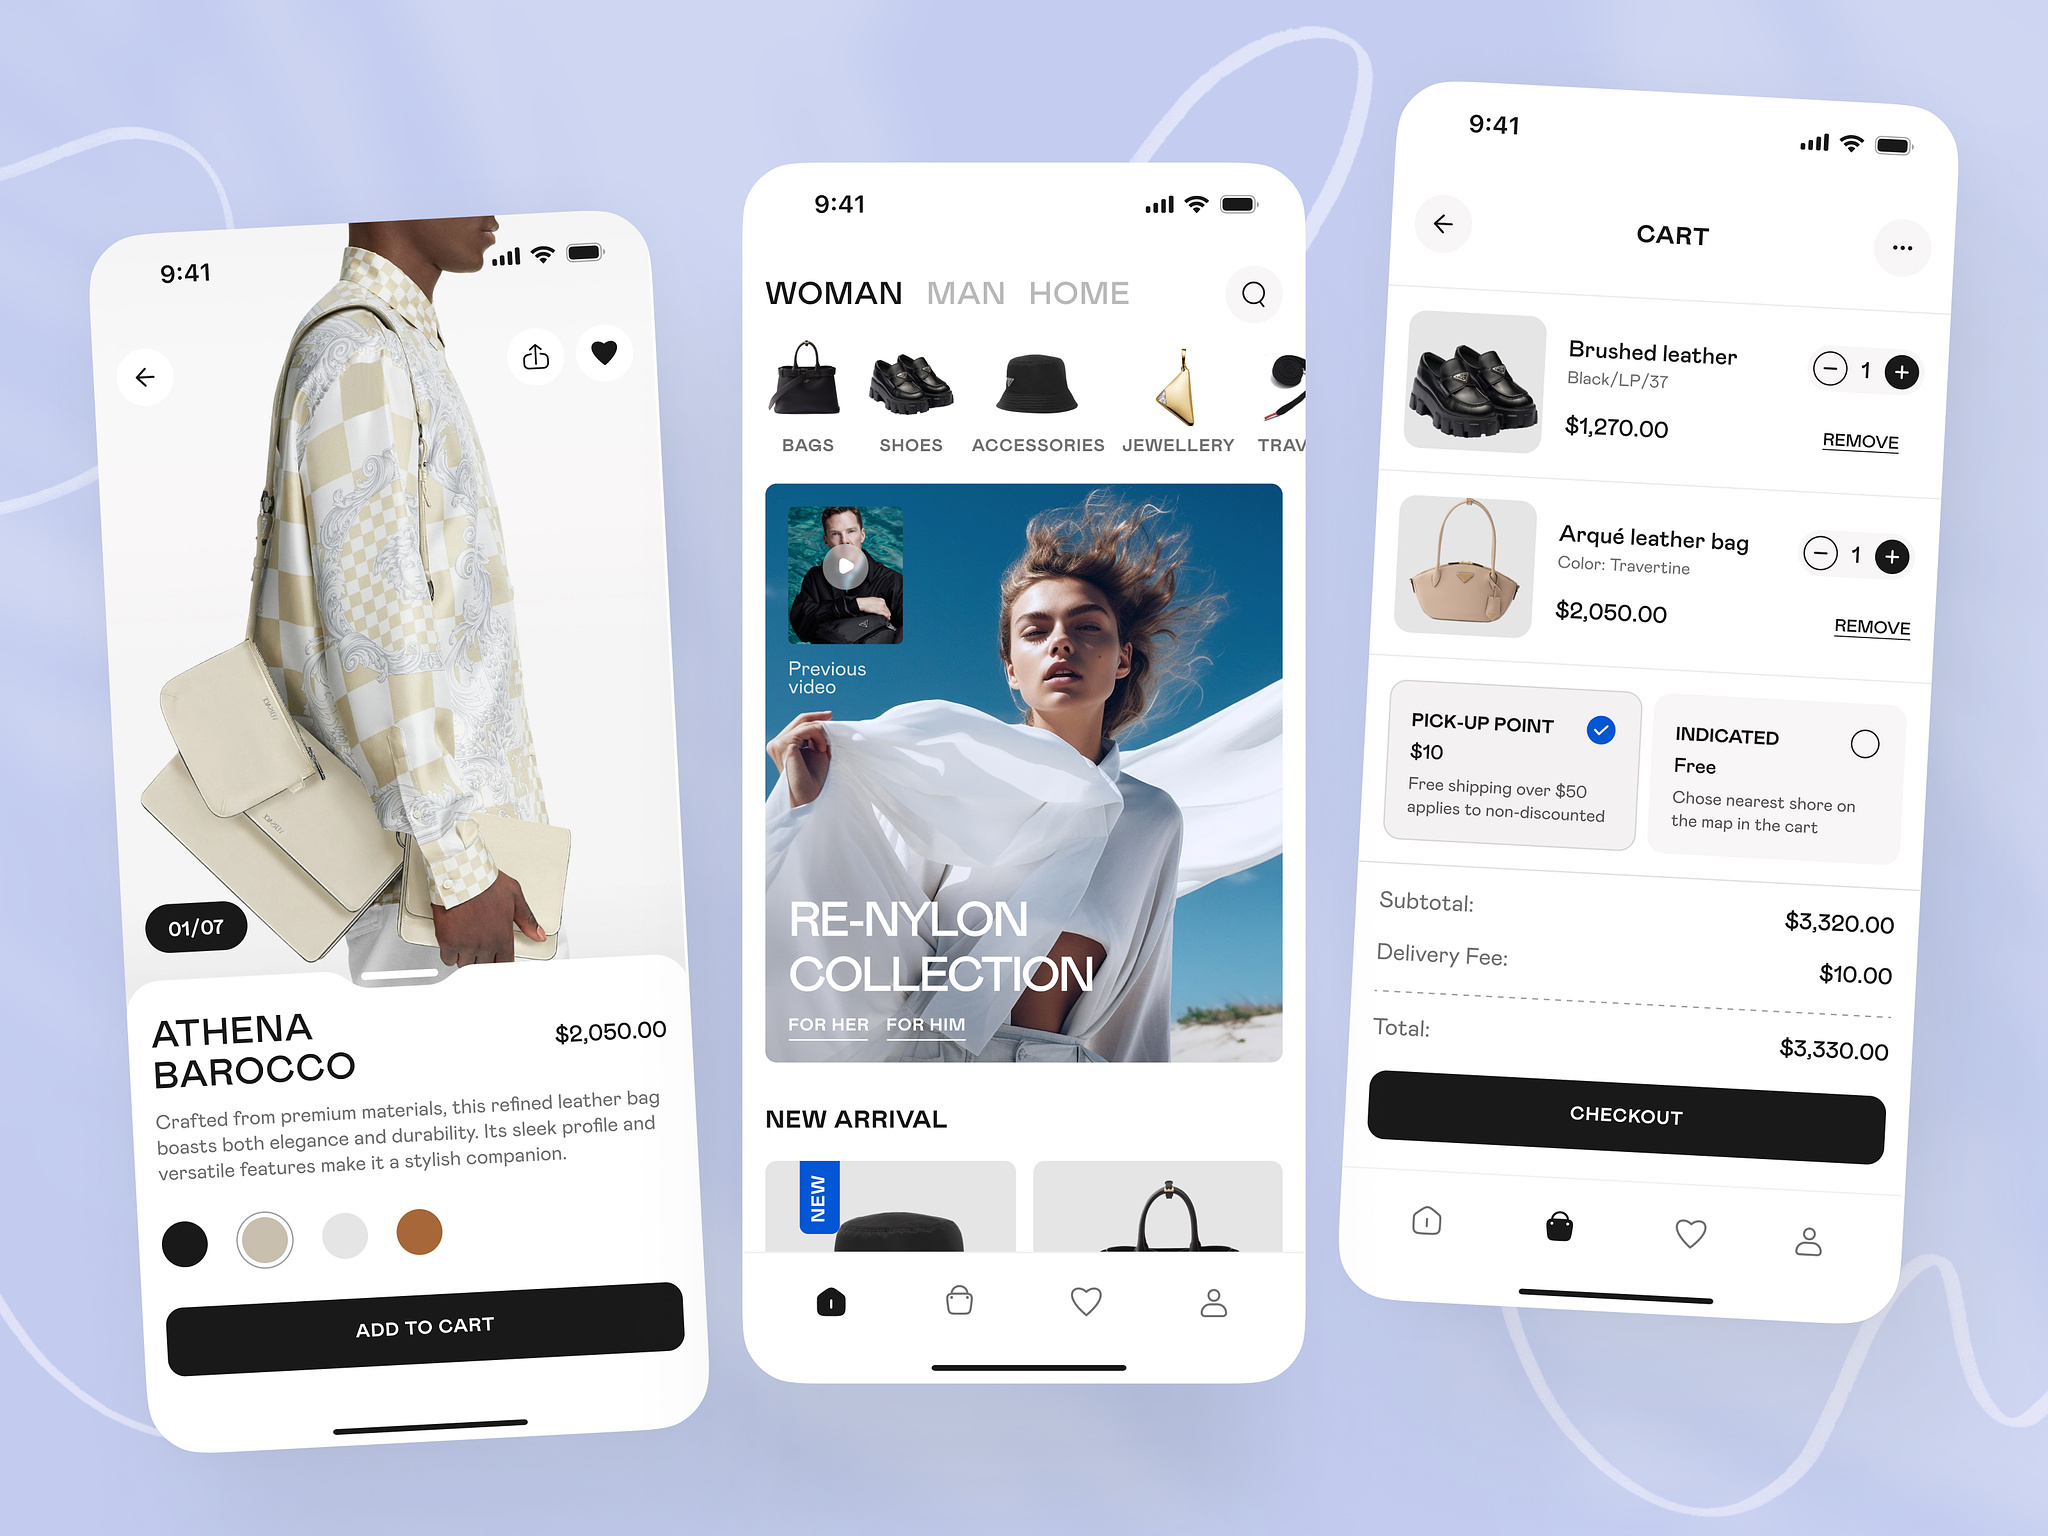 9:41
01/07
ATHENA
BAROCCO
$2,050.00
Crafted from premium materials, this refined leather bag
boasts both elegance and durability. Its sleek profile and
versatile features make it a stylish companion.
ADD TO CART
9:41
WOMAN MAN HOME
BAGS SHOES ACCESSORIES JEWELLERY TRAV
Previous
video
RE-NYLON
COLLECTION
FOR HER FOR HIM
NEW ARRIVAL
NEW
9:41
CART
Brushed leather
Black/LP/37
1
$1,270.00
REMOVE
Arqué leather bag
Color: Travertine
1
$2,050.00
REMOVE
PICK-UP POINT
$10
Free shipping over $50
applies to non-discounted
INDICATED
Free
Chose nearest shore on
the map in the cart
Subtotal: $3,320.00
Delivery Fee: $10.00
Total: $3,330.00
CHECKOUT